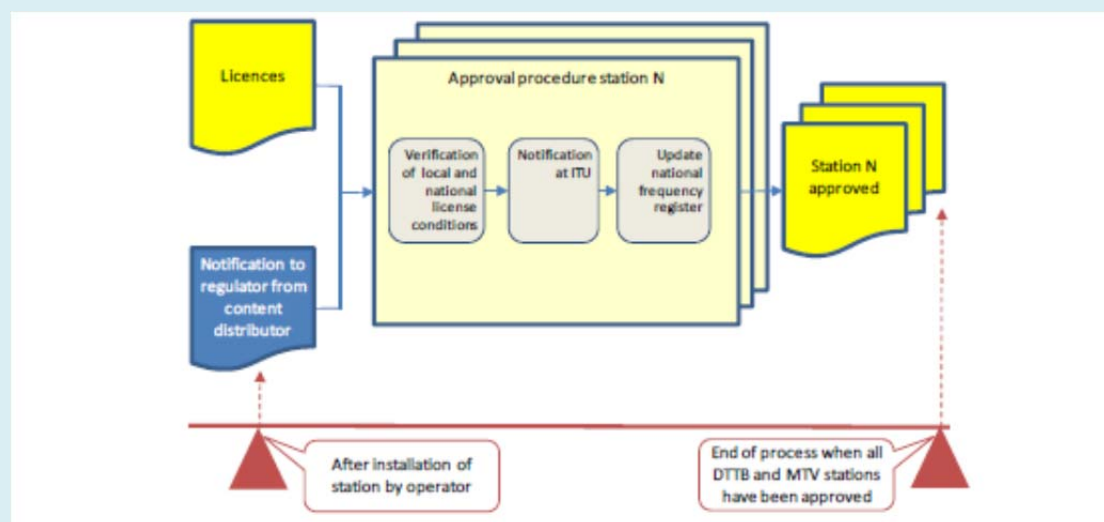 Licences
Approval procedure station N
Verification
of local and
national
license
conditions
Notification
at ITU
Update
national
frequency
register
Station N
approved
Notification to
regulator from
content
distributor
After installation of
station by operator
End of process when all
DTTB and MTV stations
have been approved